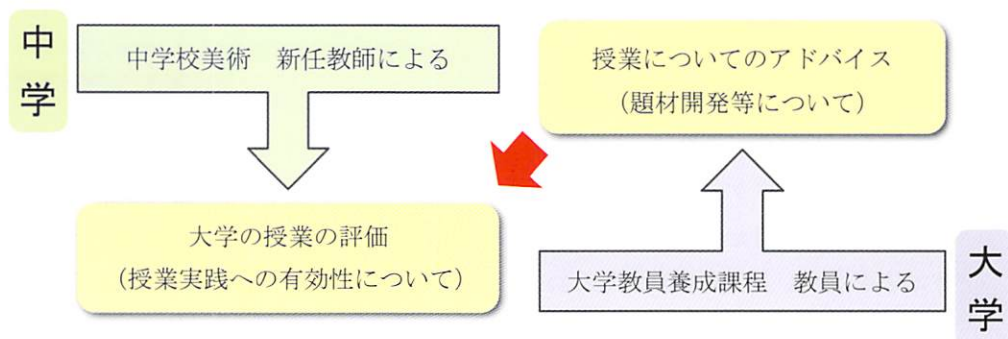 中学
中学校美術　新任教師による
大学の授業の評価
（授業実践への有効性について）
授業についてのアドバイス
（題材開発等について）
大学教員養成課程　教員による
大学